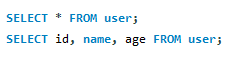 SELECT * FROM user;
SELECT id, name, age FROM user;